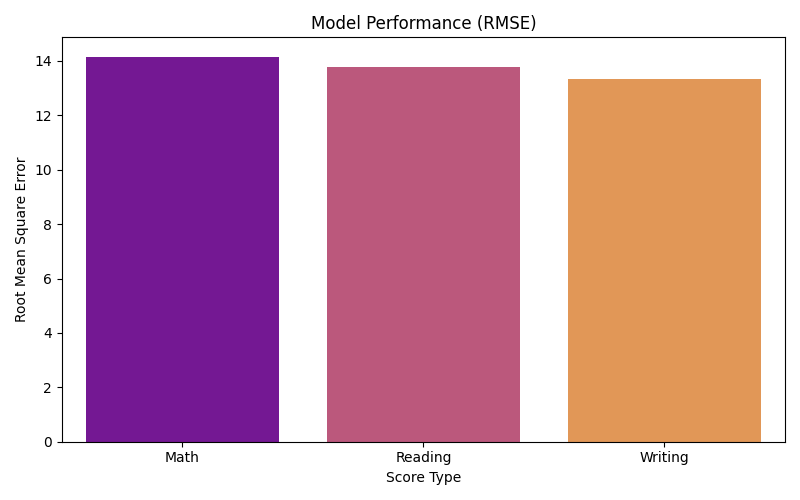 Model Performance (RMSE)
Root Mean Square Error
14
12
10
8
6
4
2
0
Math Reading Writing
Score Type